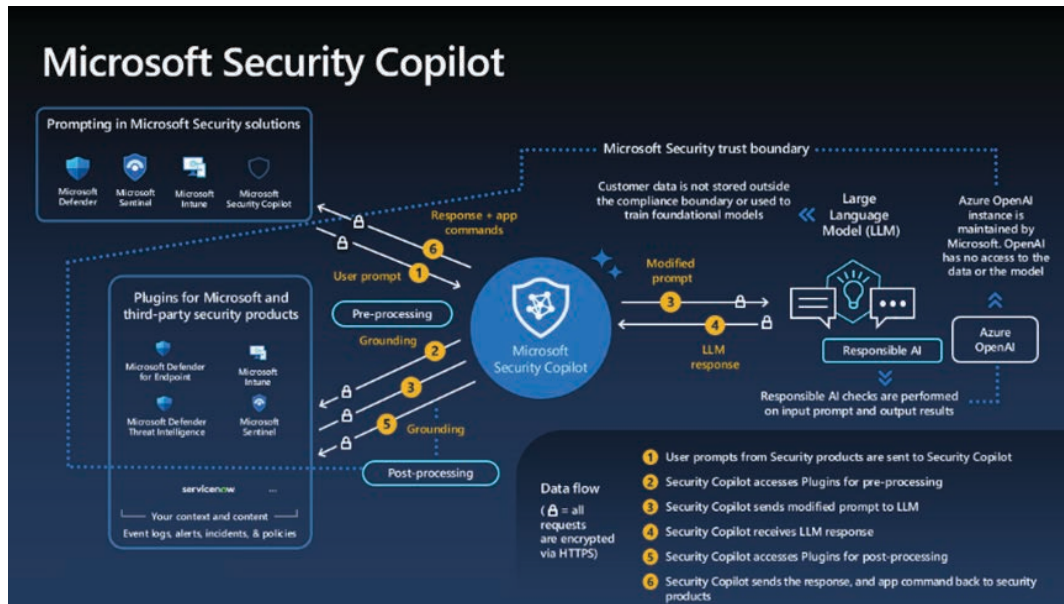 Microsoft Security Copilot
Prompting in Microsoft Security solutions
Microsoft
Defender
Microsoft
Sentinel
Microsoft
Intune
Microsoft
Security Copilot
Microsoft Security trust boundary
Customer data is not stored outside
the compliance boundary or used to
train foundational models
Large
Language
Model (LLM)
Azure OpenAI
instance is
maintained by
Microsoft. OpenAI
has no access to
the data or the model
Response + app
commands
6
User prompt
1
Plugins for Microsoft and
third-party security products
Microsoft Defender
for Endpoint
Microsoft
Intune
Microsoft Defender
Threat Intelligence
Microsoft
Sentinel
servicenow
...
Your context and content
Event logs, alerts, incidents, & policies
Pre-processing
Grounding
2
3
5
Grounding
Post-processing
Microsoft
Security Copilot
Modified
prompt
3
4
LLM
response
Responsible AI
Azure
OpenAI
Responsible AI checks are performed
on input prompt and output results
Data flow
( = all
requests
are encrypted
via HTTPS)
1 User prompts from Security products are sent to Security Copilot
2 Security Copilot accesses Plugins for pre-processing
3 Security Copilot sends modified prompt to LLM
4 Security Copilot receives LLM response
5 Security Copilot accesses Plugins for post-processing
6 Security Copilot sends the response, and app command back to security
products